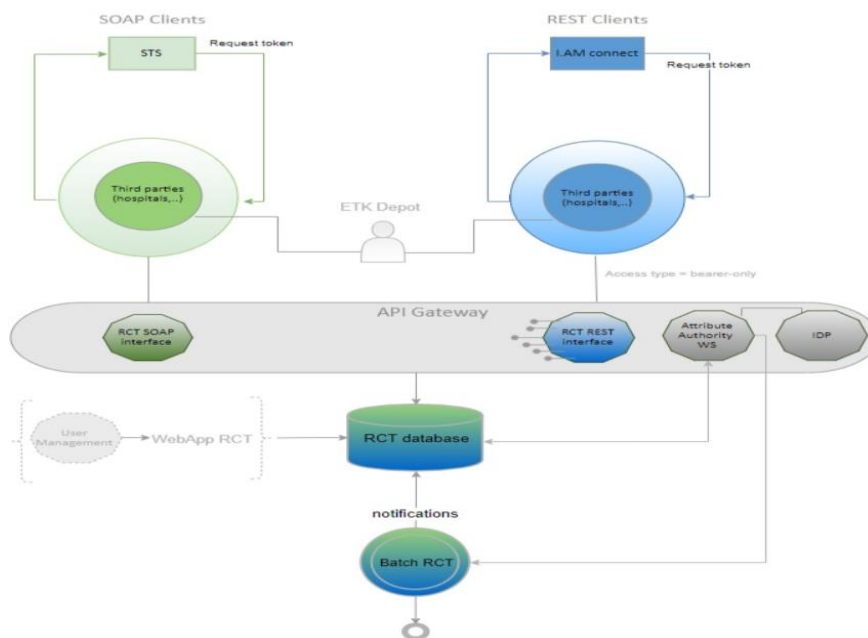 SOAP Clients
REST Clients
STS
Request token
I.AM connect
Request token
Third parties
(hospitals,..)
Third parties
(hospitals,..)
ETK Depot
Access type = bearer-only
API Gateway
RCT SOAP
interface
RCT REST
interface
Attribute
Authority
WS
IDP
User
Management
WebApp RCT
RCT database
notifications
Batch RCT